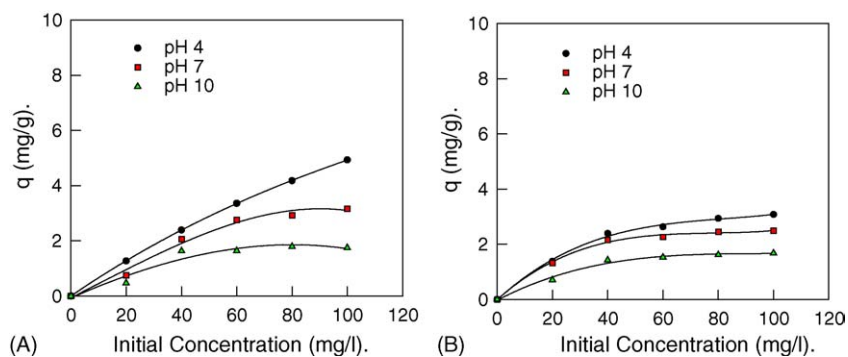 10
8
6
4
2
0
q (mg/g).
pH 4
pH 7
pH 10
0 20 40 60 80 100 120
(A) Initial Concentration (mg/l).
10
8
6
4
2
0
q (mg/g).
pH 4
pH 7
pH 10
0 20 40 60 80 100 120
(B) Initial Concentration (mg/l).